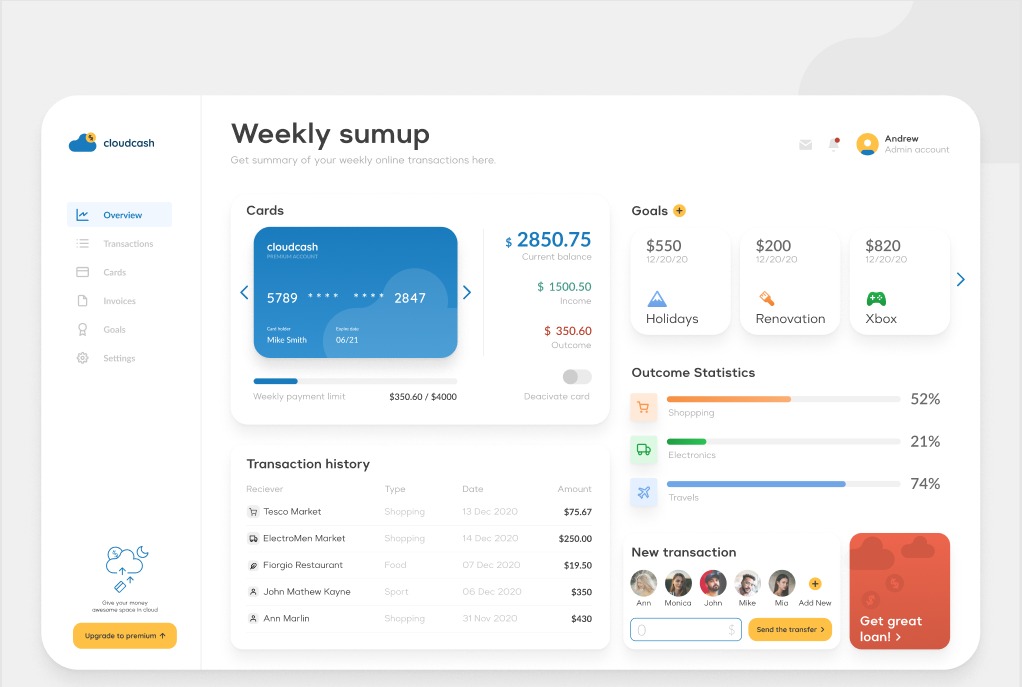 cloudcash
Overview
Transactions
Cards
Invoices
Goals
Settings
Give your money
awesome space in cloud
Upgrade to premium ↑
Weekly sumup
Get summary of your weekly online transactions here.
Andrew
Admin account
Cards
cloudcash
PREMIUM ACCOUNT
5789 **** **** 2847
Card holder Expire date
Mike Smith 06/21
Weekly payment limit $350.60 / $4000
$ 2850.75
Current balance
$ 1500.50
Income
$ 350.60
Outcome
Deacivate card
Goals +
$550
12/20/20
Holidays
$200
12/20/20
Renovation
$820
12/20/20
Xbox
Outcome Statistics
52%
Shoppping
21%
Electronics
74%
Travels
Transaction history
Reciever Type Date Amount
Tesco Market Shopping 13 Dec 2020 $75.67
ElectroMen Market Shopping 14 Dec 2020 $250.00
Fiorgio Restaurant Food 07 Dec 2020 $19.50
John Mathew Kayne Sport 06 Dec 2020 $350
Ann Marlin Shopping 31 Nov 2020 $430
New transaction
Ann Monica John Mike Mia Add New
0 $
Send the transfer >
Get great
loan! >